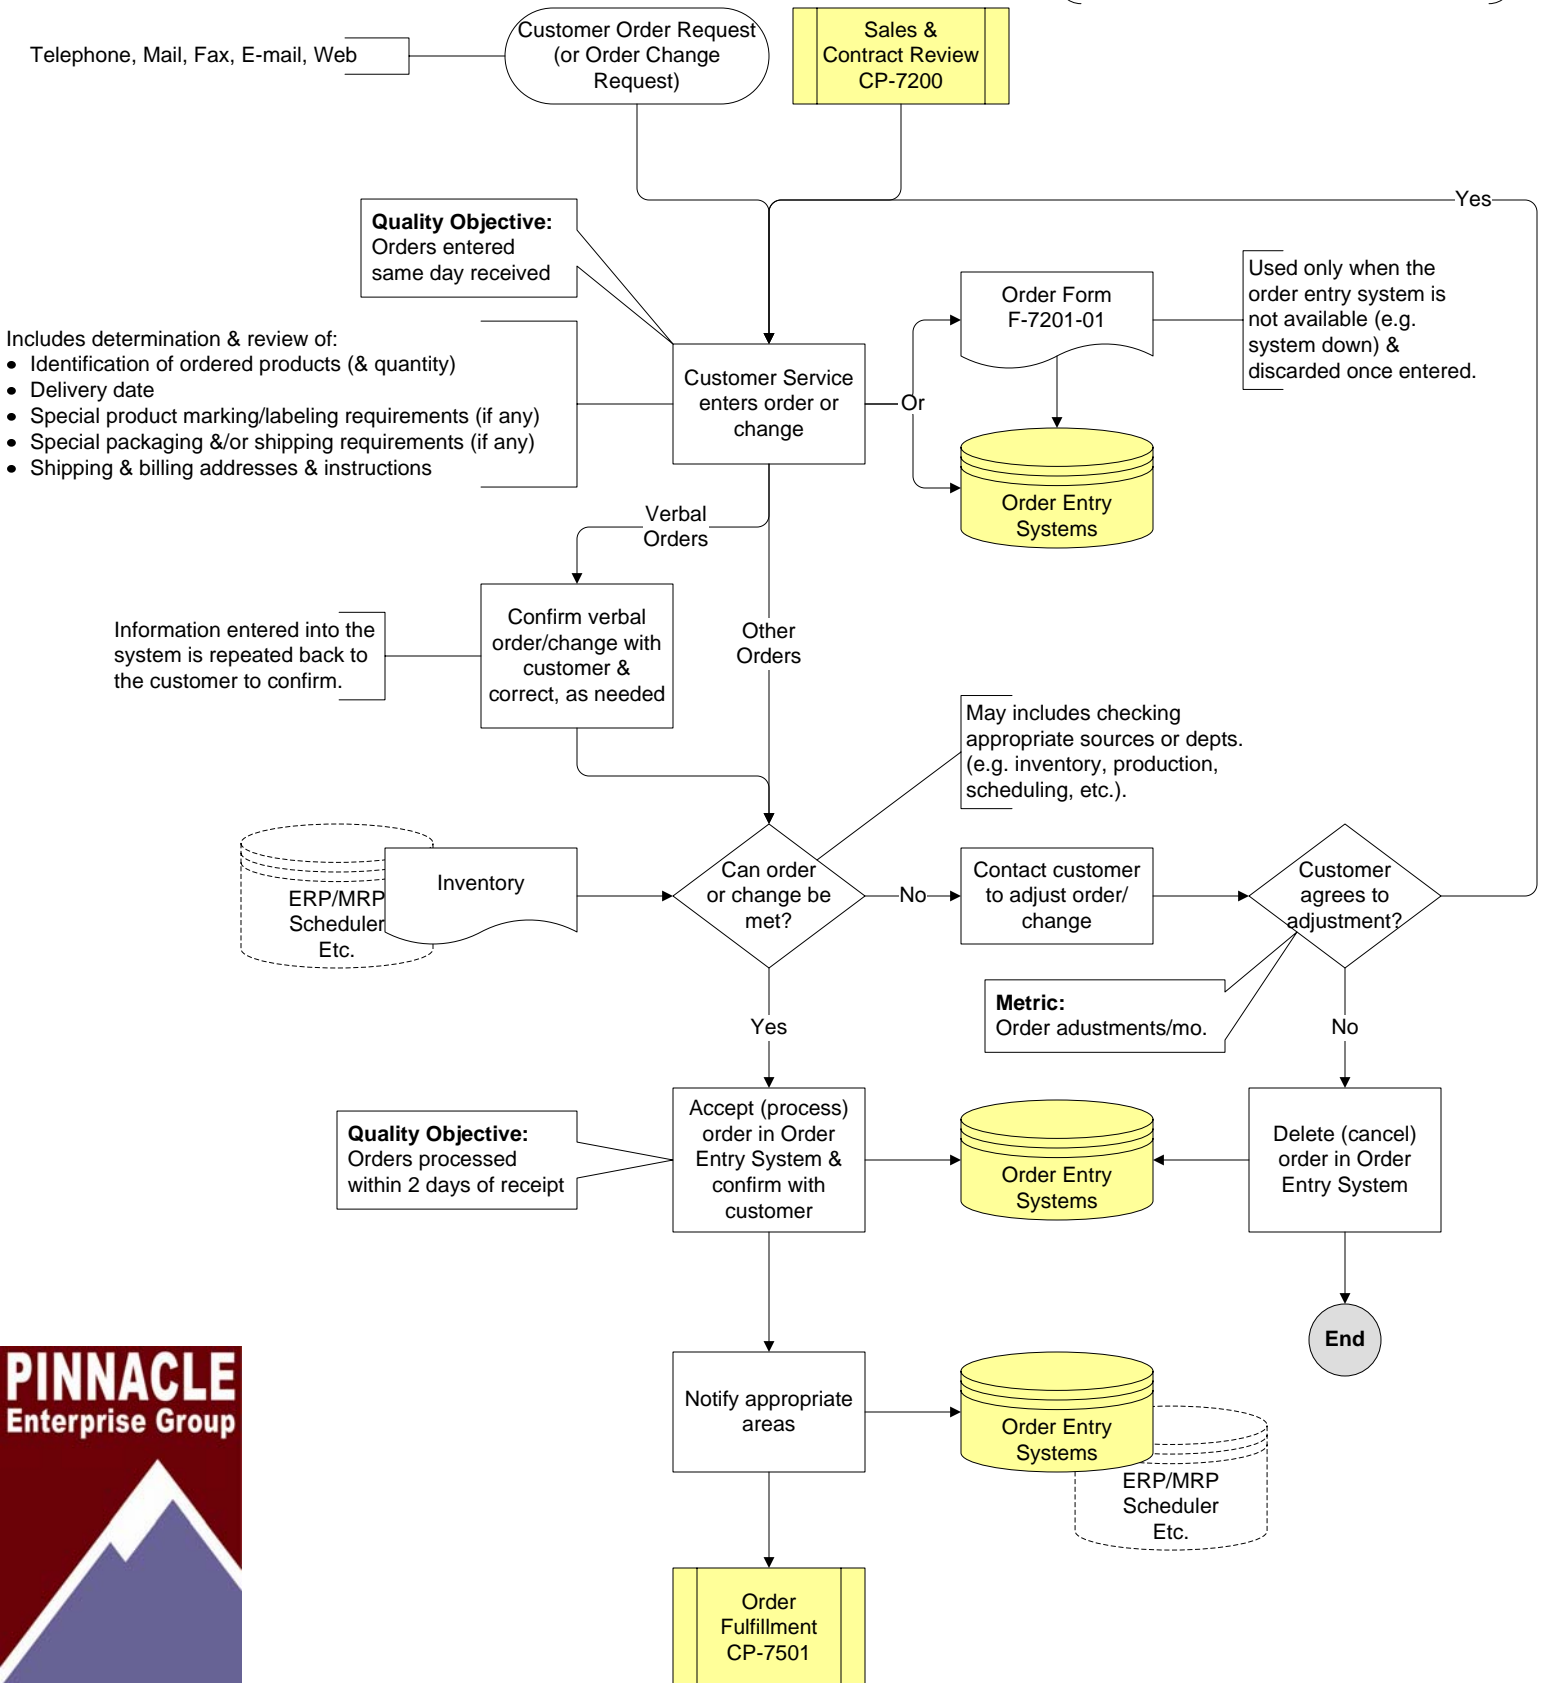 Telephone, Mail, Fax, E-mail, Web
Customer Order Request
(or Order Change
Request)
Sales &
Contract Review
CP-7200
Yes
Quality Objective:
Orders entered
same day received
Order Form
F-7201-01
Used only when the
order entry system is
not available (e.g.
system down) &
discarded once entered.
Includes determination & review of:
• Identification of ordered products (& quantity)
• Delivery date
• Special product marking/labeling requirements (if any)
• Special packaging &/or shipping requirements (if any)
• Shipping & billing addresses & instructions
Customer Service
enters order or
change
Or
Order Entry
Systems
Verbal
Orders
Other
Orders
Information entered into the
system is repeated back to
the customer to confirm.
Confirm verbal
order/change with
customer &
correct, as needed
May includes checking
appropriate sources or depts.
(e.g. inventory, production,
scheduling, etc.).
ERP/MRP
Scheduler
Etc.
Inventory
Can order
or change be
met?
No
Contact customer
to adjust order/
change
Customer
agrees to
adjustment?
Metric:
Order adustments/mo.
Yes
No
Quality Objective:
Orders processed
within 2 days of receipt
Accept (process)
order in Order
Entry System &
confirm with
customer
Order Entry
Systems
Delete (cancel)
order in Order
Entry System
End
PINNACLE
Enterprise Group
Notify appropriate
areas
Order Entry
Systems
ERP/MRP
Scheduler
Etc.
Order
Fulfillment
CP-7501